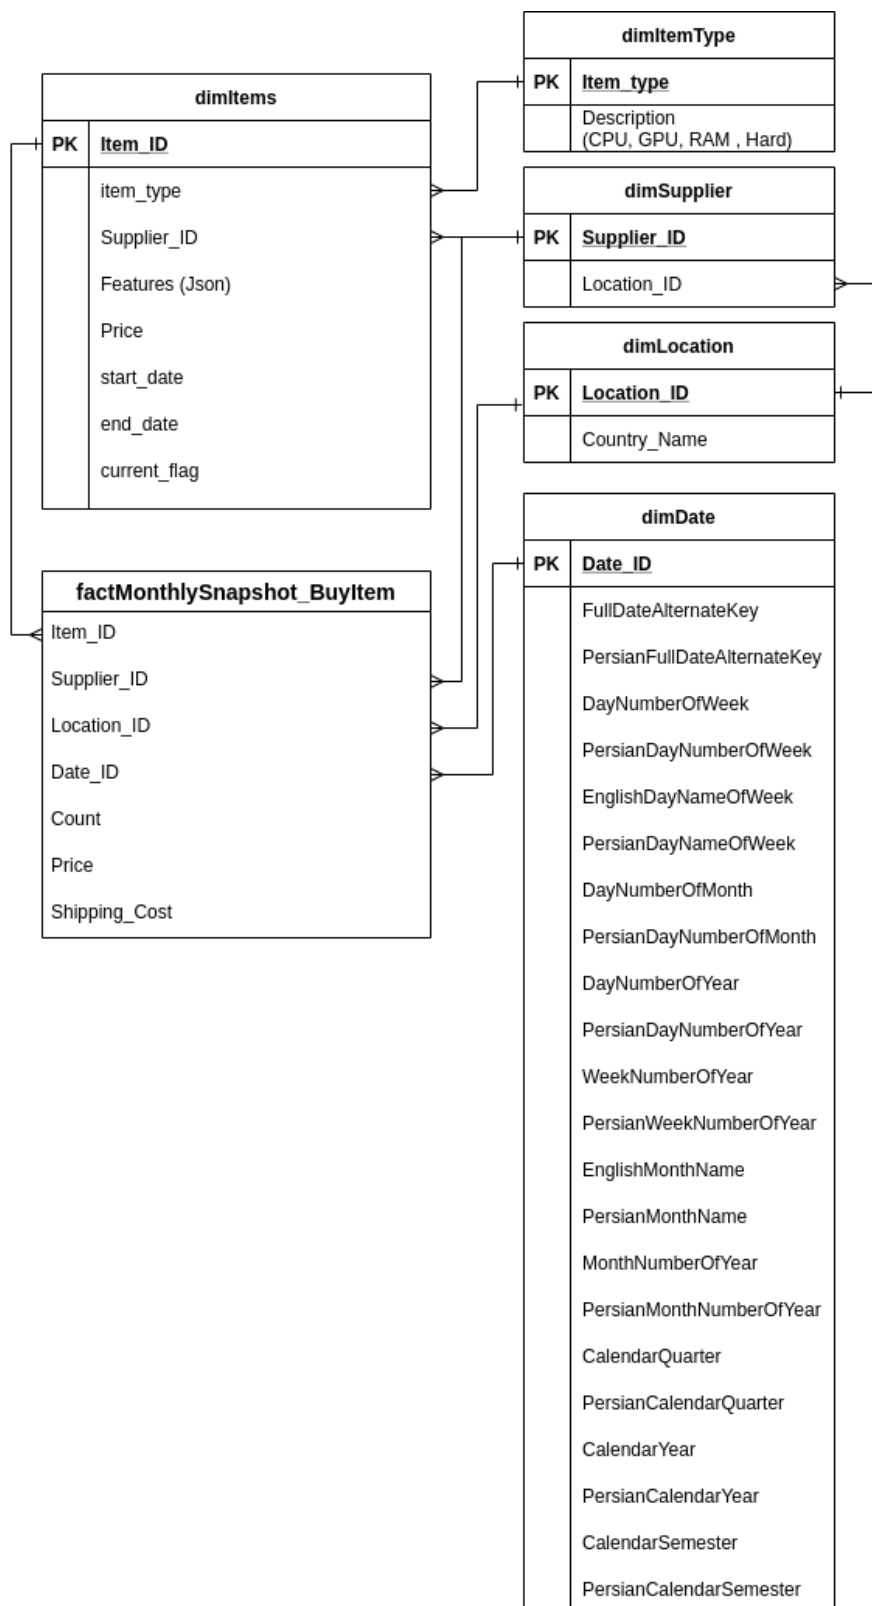 dimItems
PK Item_ID
item_type
Supplier_ID
Features (Json)
Price
start_date
end_date
current_flag
factMonthlySnapshot_BuyItem
Item_ID
Supplier_ID
Location_ID
Date_ID
Count
Price
Shipping_Cost
dimItemType
PK Item_type
Description
(CPU, GPU, RAM , Hard)
dimSupplier
PK Supplier_ID
Location_ID
dimLocation
PK Location_ID
Country_Name
dimDate
PK Date_ID
FullDateAlternateKey
PersianFullDateAlternateKey
DayNumberOfWeek
PersianDayNumberOfWeek
EnglishDayNameOfWeek
PersianDayNameOfWeek
DayNumberOfMonth
PersianDayNumberOfMonth
DayNumberOfYear
PersianDayNumberOfYear
WeekNumberOfYear
PersianWeekNumberOfYear
EnglishMonthName
PersianMonthName
MonthNumberOfYear
PersianMonthNumberOfYear
CalendarQuarter
PersianCalendarQuarter
CalendarYear
PersianCalendarYear
CalendarSemester
PersianCalendarSemester